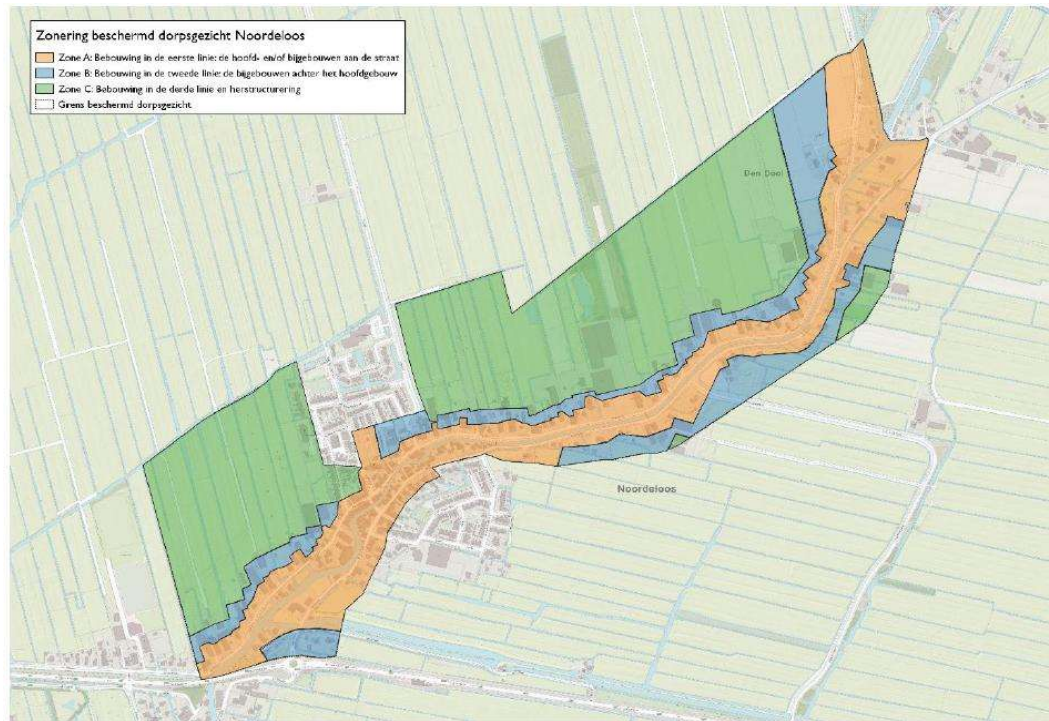 Zonering beschermd dorpsgezicht Noordeloos
Zone A: Bebouwing in de eerste linie: de hoofd- en/of bijgebouwen aan de straat
Zone B: Bebouwing in de tweede linie: de bijgebouwen achter het hoofdgebouw
Zone C: Bebouwing in de derde linie en herstructurering
Grens beschermd dorpsgezicht
Noordeloos